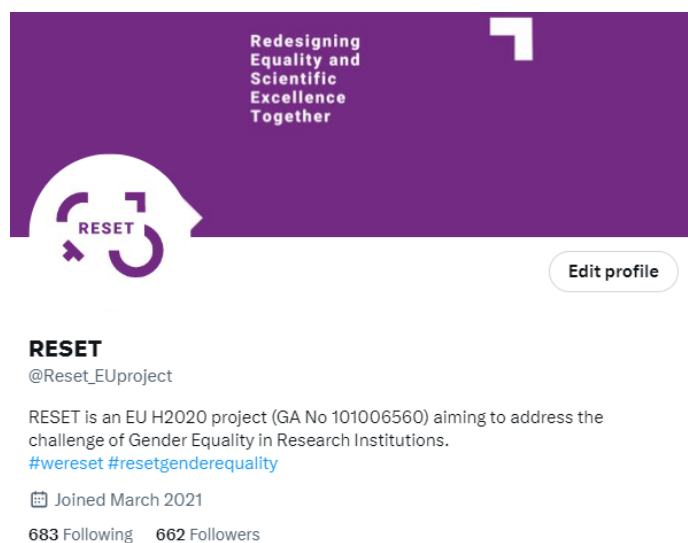 Redesigning
Equality and
Scientific
Excellence
Together
RESET
Edit profile
RESET
@Reset_EUproject
RESET is an EU H2020 project (GA No 101006560) aiming to address the
challenge of Gender Equality in Research Institutions.
#wereset #resetgenderequality
Joined March 2021
683 Following 662 Followers